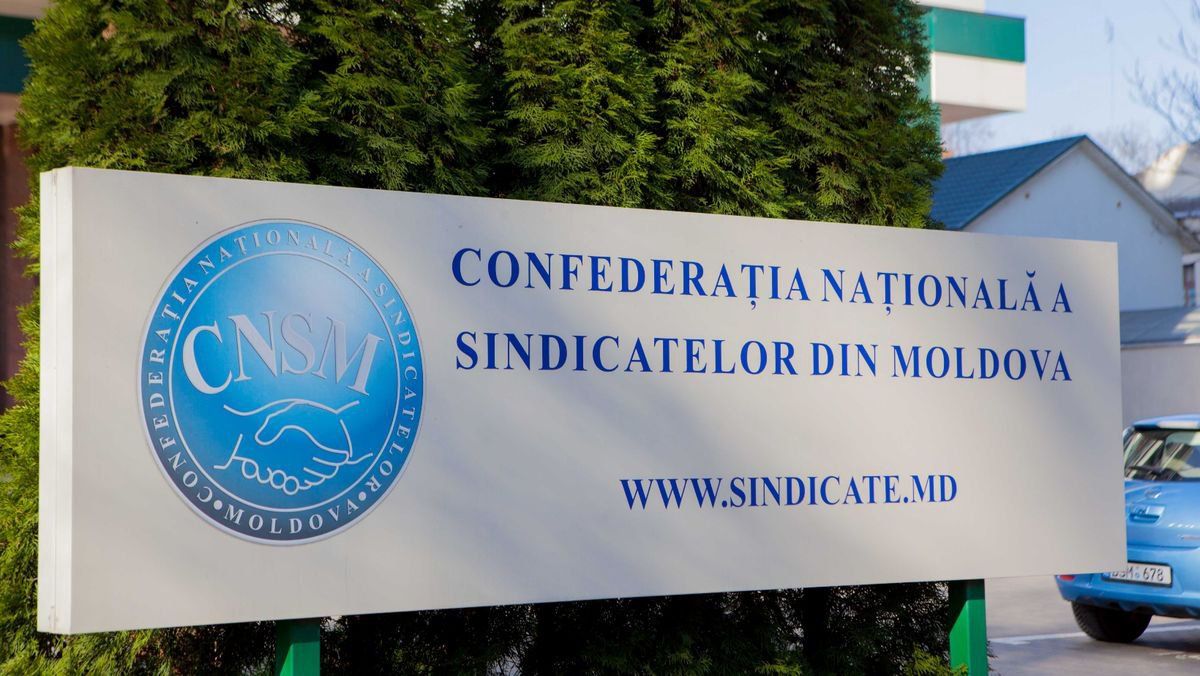 CONFEDERAȚIA NAȚIONALĂ A SINDICATELOR
CNSM
• MOLDOVA •
CONFEDERAȚIA NAȚIONALĂ A
SINDICATELOR DIN MOLDOVA
WWW.SINDICATE.MD
678